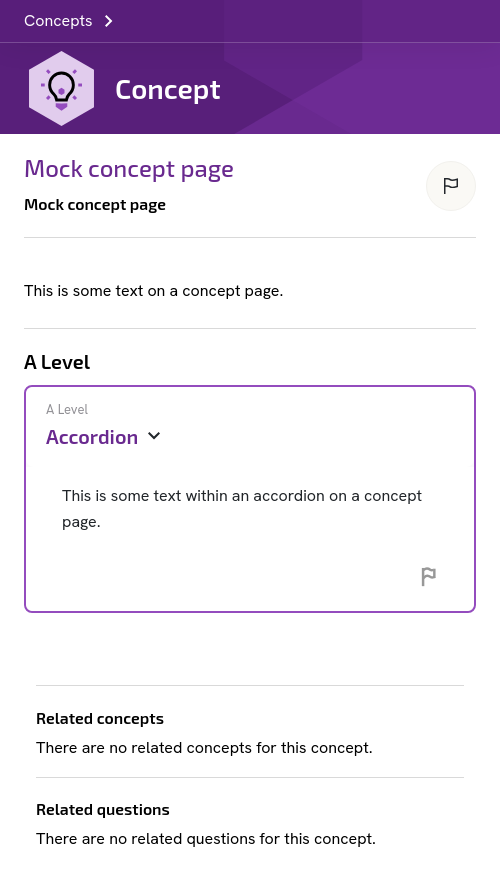 Concepts
Concept
Mock concept page
Mock concept page
This is some text on a concept page.
A Level
A Level
Accordion
This is some text within an accordion on a concept
page.
Related concepts
There are no related concepts for this concept.
Related questions
There are no related questions for this concept.